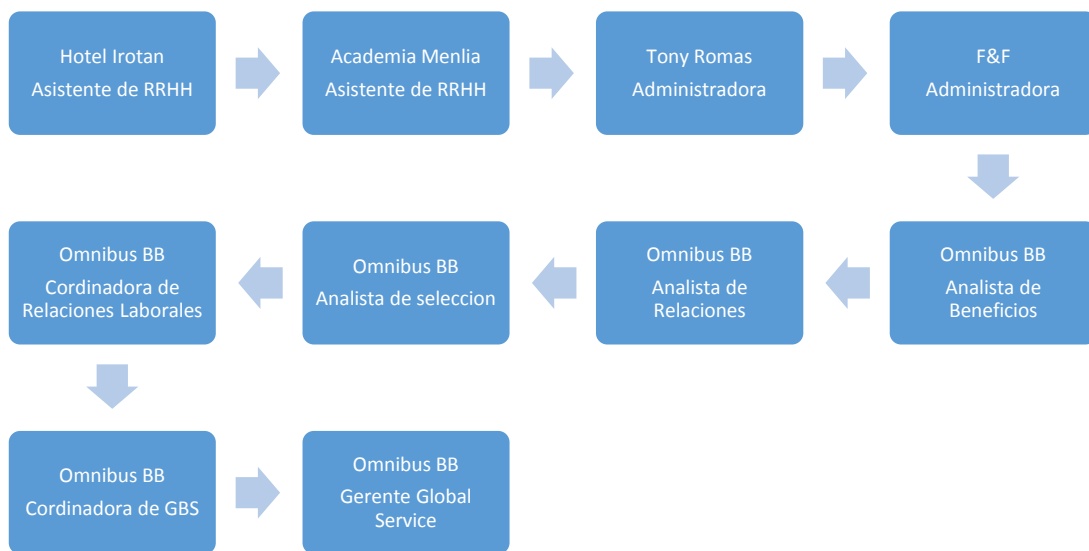 Hotel Irotan
Asistente de RRHH
Academia Menlia
Asistente de RRHH
Tony Romas
Administradora
F&F
Administradora
Omnibus BB
Analista de
Beneficios
Omnibus BB
Analista de
Relaciones
Omnibus BB
Analista de seleccion
Omnibus BB
Cordinadora de
Relaciones Laborales
Omnibus BB
Cordinadora de GBS
Omnibus BB
Gerente Global
Service